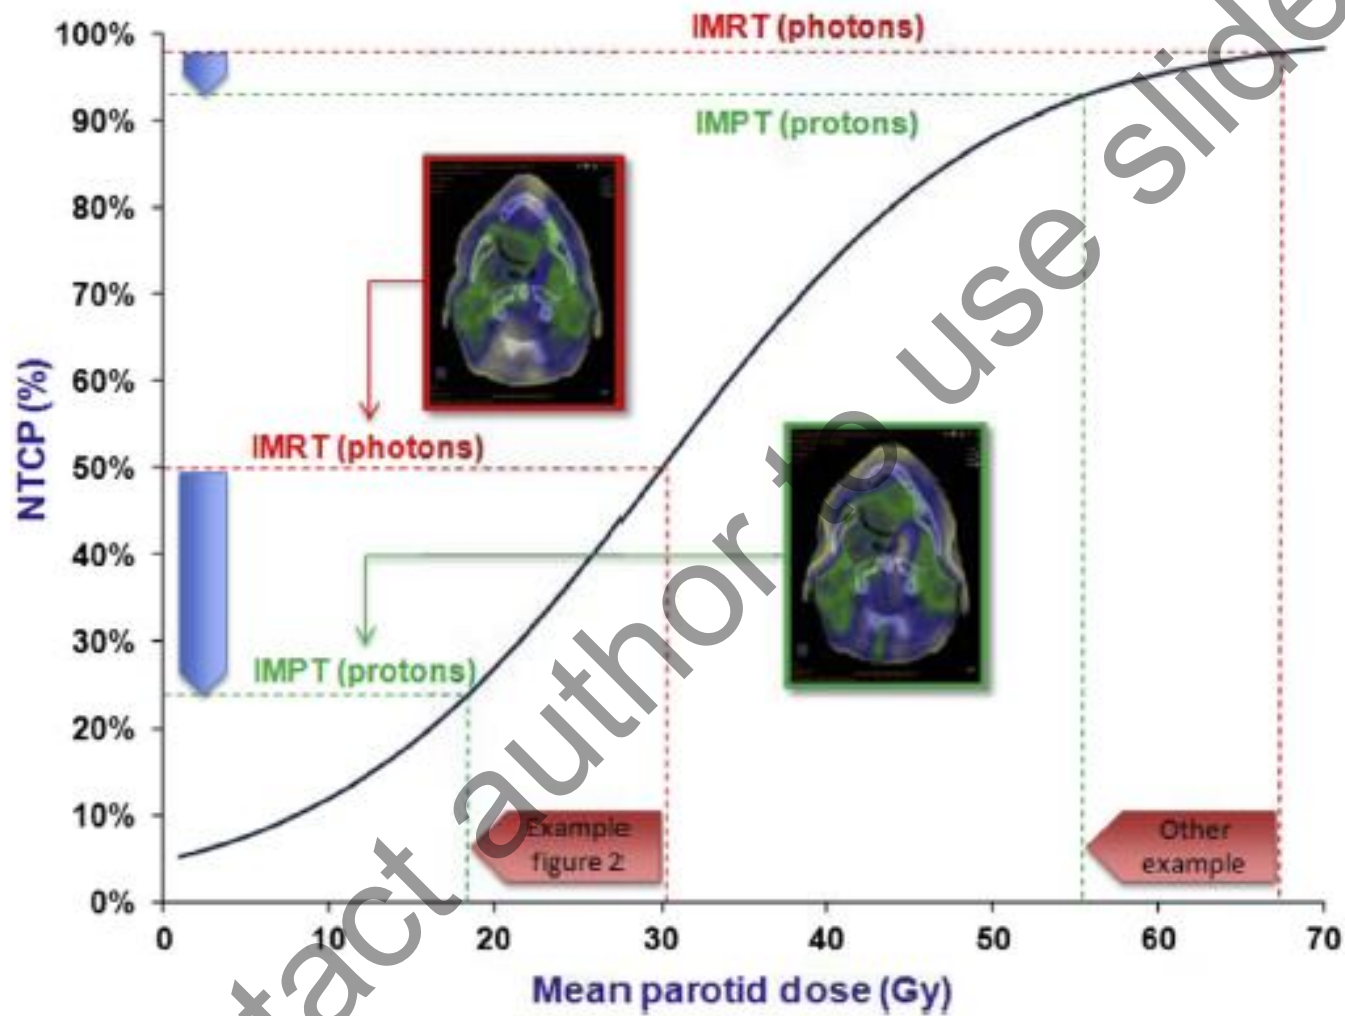 100%
90%
80%
70%
60%
50%
40%
30%
20%
10%
0%
NTCP (%)
IMRT (photons)
IMPT (protons)
IMRT (photons)
IMPT (protons)
Example
figure 2
Other
example
0 10 20 30 40 50 60 70
Mean parotid dose (Gy)
tact author to use slide